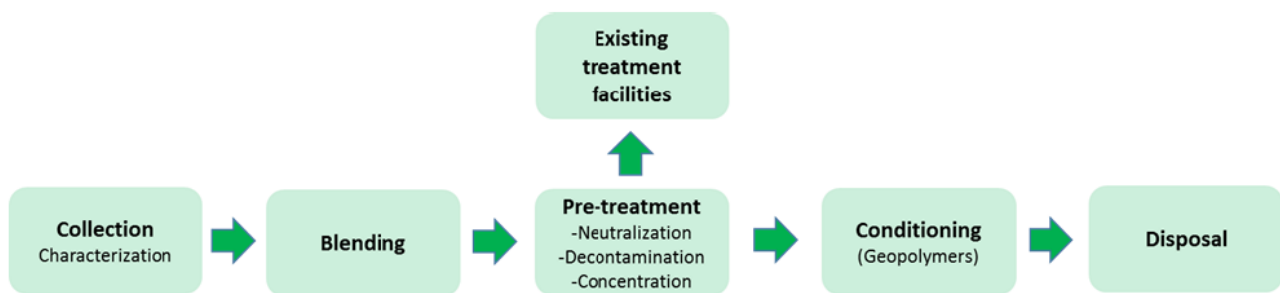 Existing
treatment
facilities
Collection
Characterization
Blending
Pre-treatment
-Neutralization
-Decontamination
-Concentration
Conditioning
(Geopolymers)
Disposal